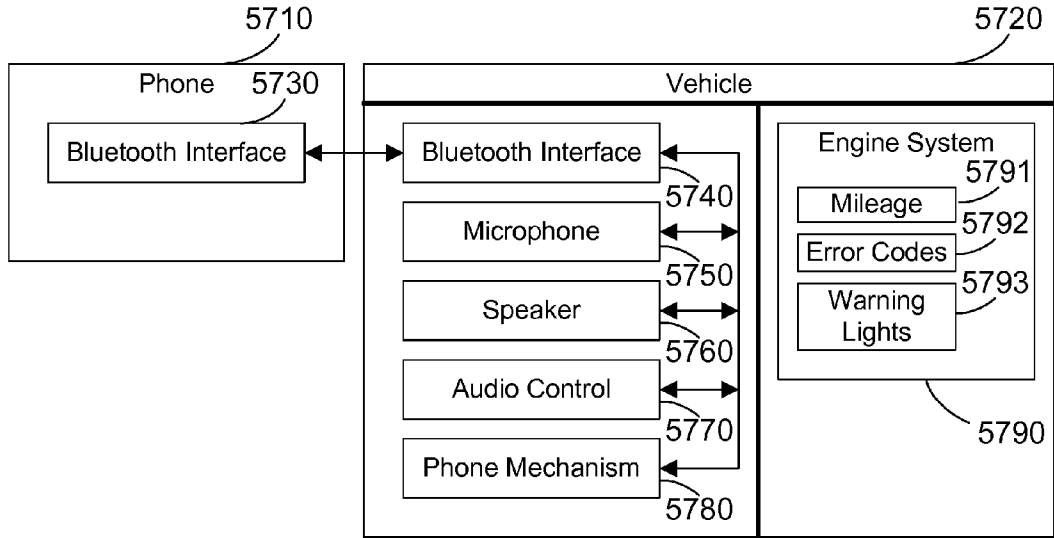 5710
5720
Phone
5730
Bluetooth Interface
Vehicle
Bluetooth Interface
5740
Microphone
5750
Speaker
5760
Audio Control
5770
Phone Mechanism
5780
Engine System
5791
Mileage
5792
Error Codes
5793
Warning
Lights
5790